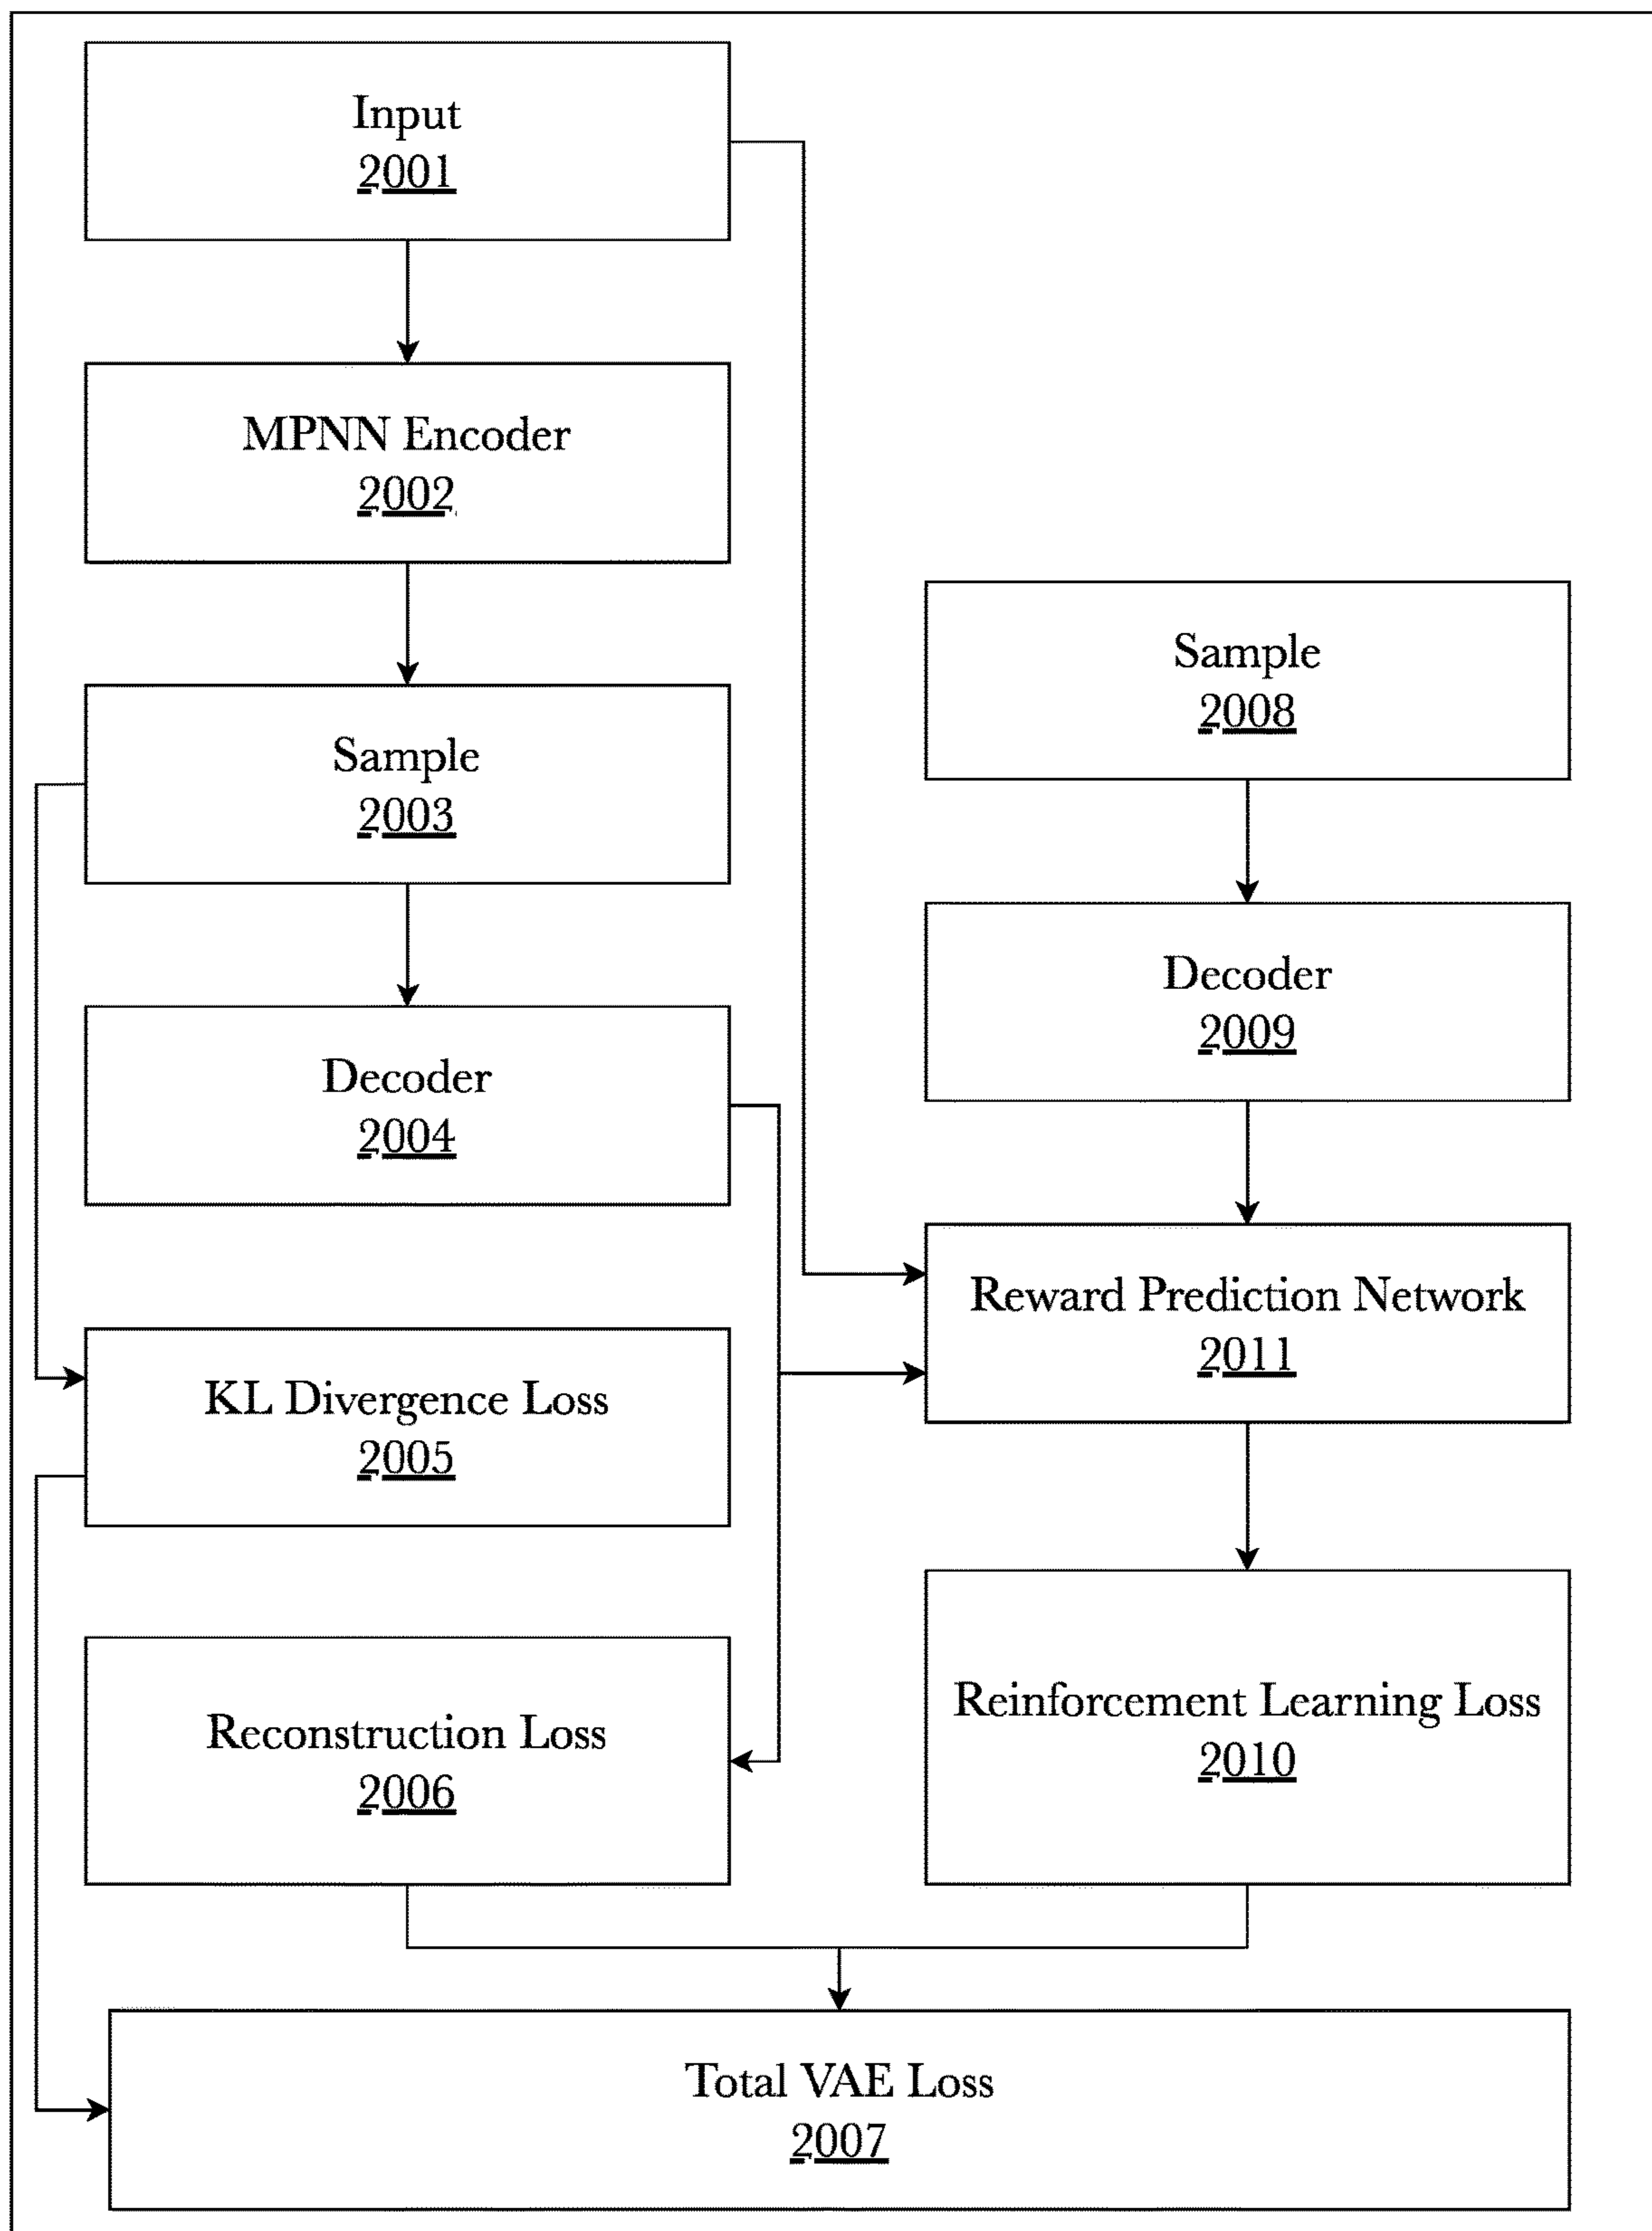 Input
2001
MPNN Encoder
2002
Sample
2003
Decoder
2004
KL Divergence Loss
2005
Reconstruction Loss
2006
Sample
2008
Decoder
2009
Reward Prediction Network
2011
Reinforcement Learning Loss
2010
Total VAE Loss
2007